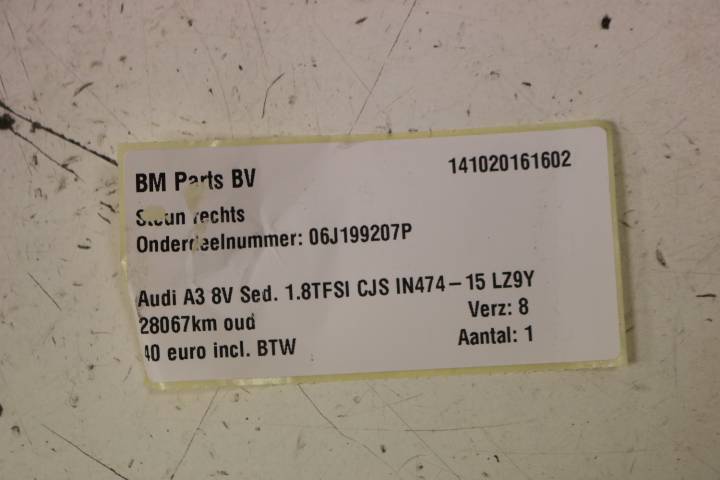 BM Parts BV 141020161602
Steun rechts
Onderdeelnummer: 06J199207P
Audi A3 8V Sed. 1.8TFSI CJS IN474-15 LZ9Y
28067km oud Verz: 8
40 euro incl. BTW Aantal: 1